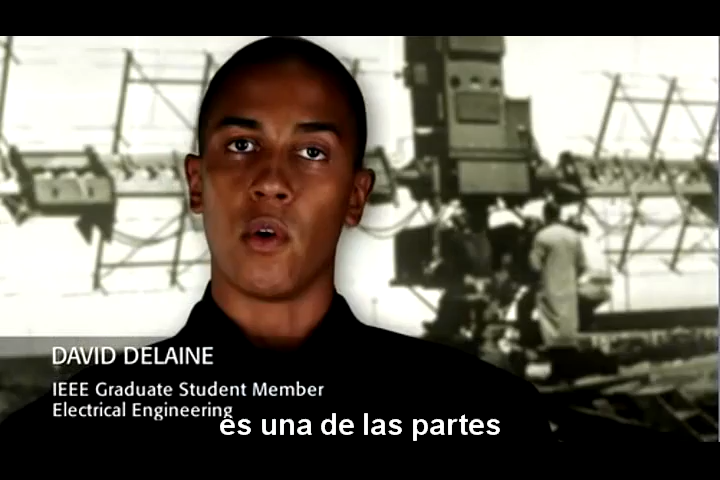 DAVID DELAINE
IEEE Graduate Student Member
Electrical Engineering
es una de las partes